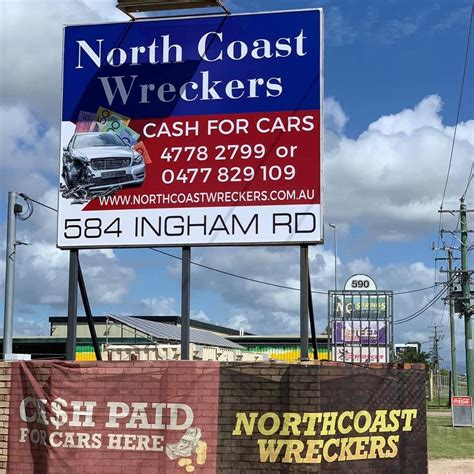 North Coast
Wreckers
CASH FOR CARS
4778 2799 or
0477 829 109
WWW.NORTHCOASTWRECKERS.COM.AU
584 INGHAM RD
590
CA$H PAID
FOR CARS HERE
NORTHCOAST
WRECKERS